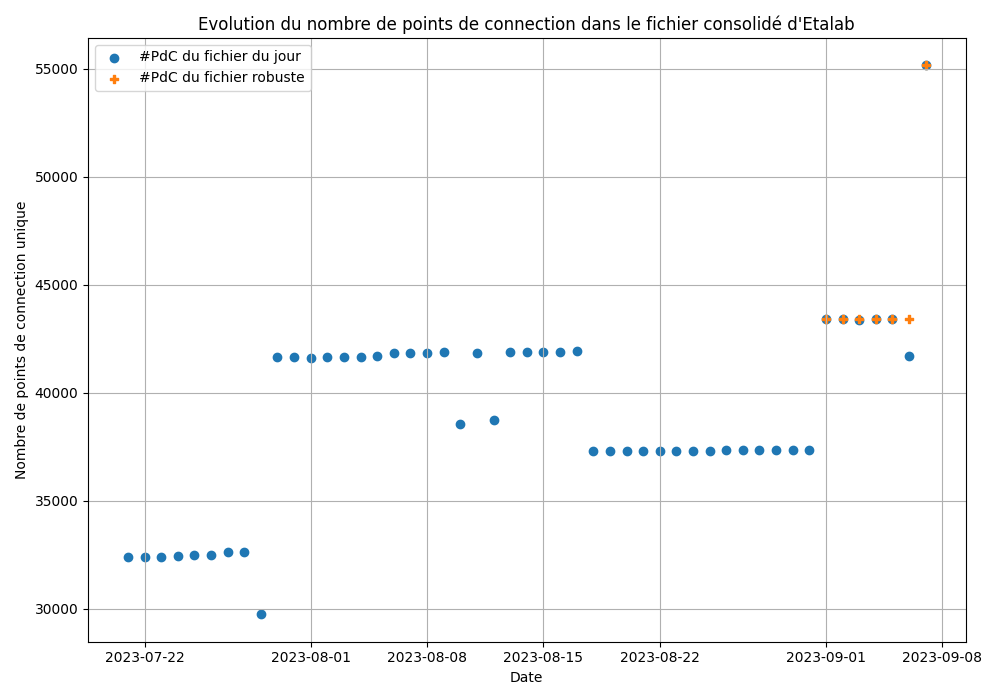 Evolution du nombre de points de connection dans le fichier consolidé d'Etalab
#PdC du fichier du jour
#PdC du fichier robuste
55000
50000
45000
40000
35000
30000
Nombre de points de connection unique
2023-07-22
2023-08-01
2023-08-08
2023-08-15
2023-08-22
2023-09-01
2023-09-08
Date